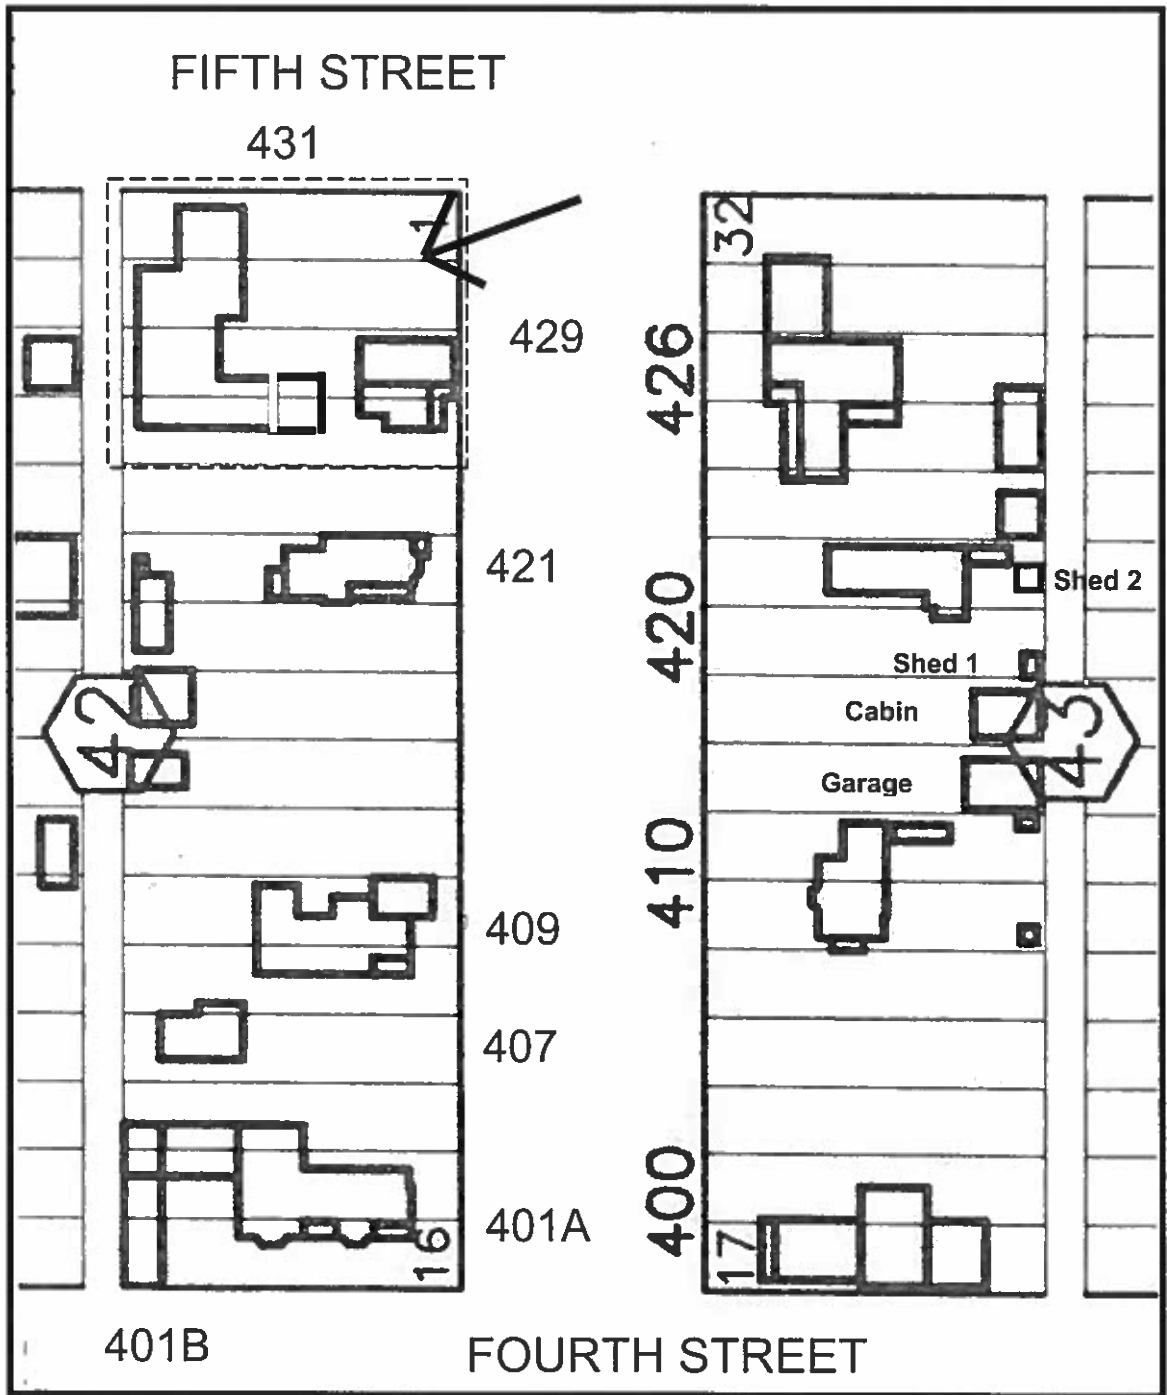 FIFTH STREET
431
1
32
429
426
421
Shed 2
420
Shed 1
42
Cabin
43
Garage
410
409
407
400
401A
16
17
401B
FOURTH STREET